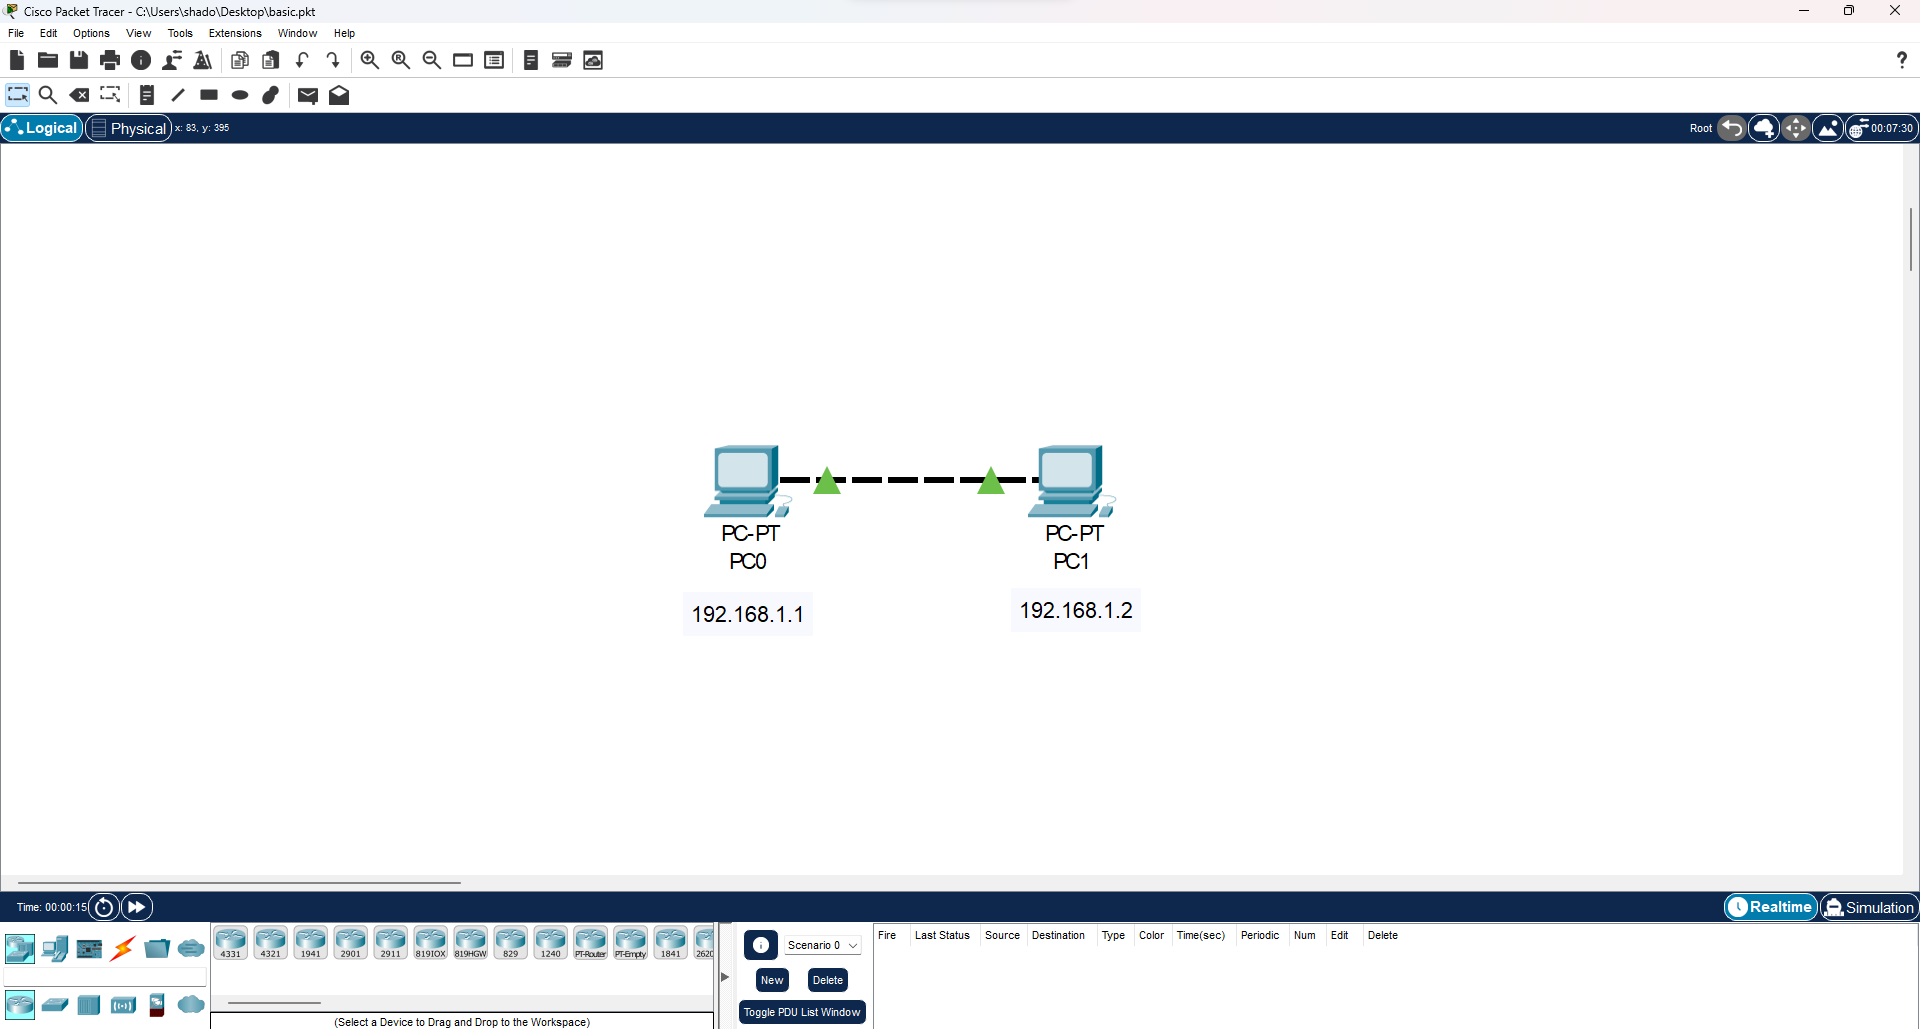 Cisco Packet Tracer - C:\Users\shado\Desktop\basic.pkt
File Edit Options View Tools Extensions Window Help
?
Logical Physical x: 83, y: 395 Root 00:07:30
PC-PT PC-PT
PC0 PC1
192.168.1.1 192.168.1.2
Time: 00:00:15 Realtime Simulation
Fire Last Status Source Destination Type Color Time(sec) Periodic Num Edit Delete
Scenario 0
4331 4321 1941 2901 2911 819IOX 819HGW 829 1240 PT-Router PT-Empty 1841 2620
New Delete
Toggle PDU List Window
(Select a Device to Drag and Drop to the Workspace)